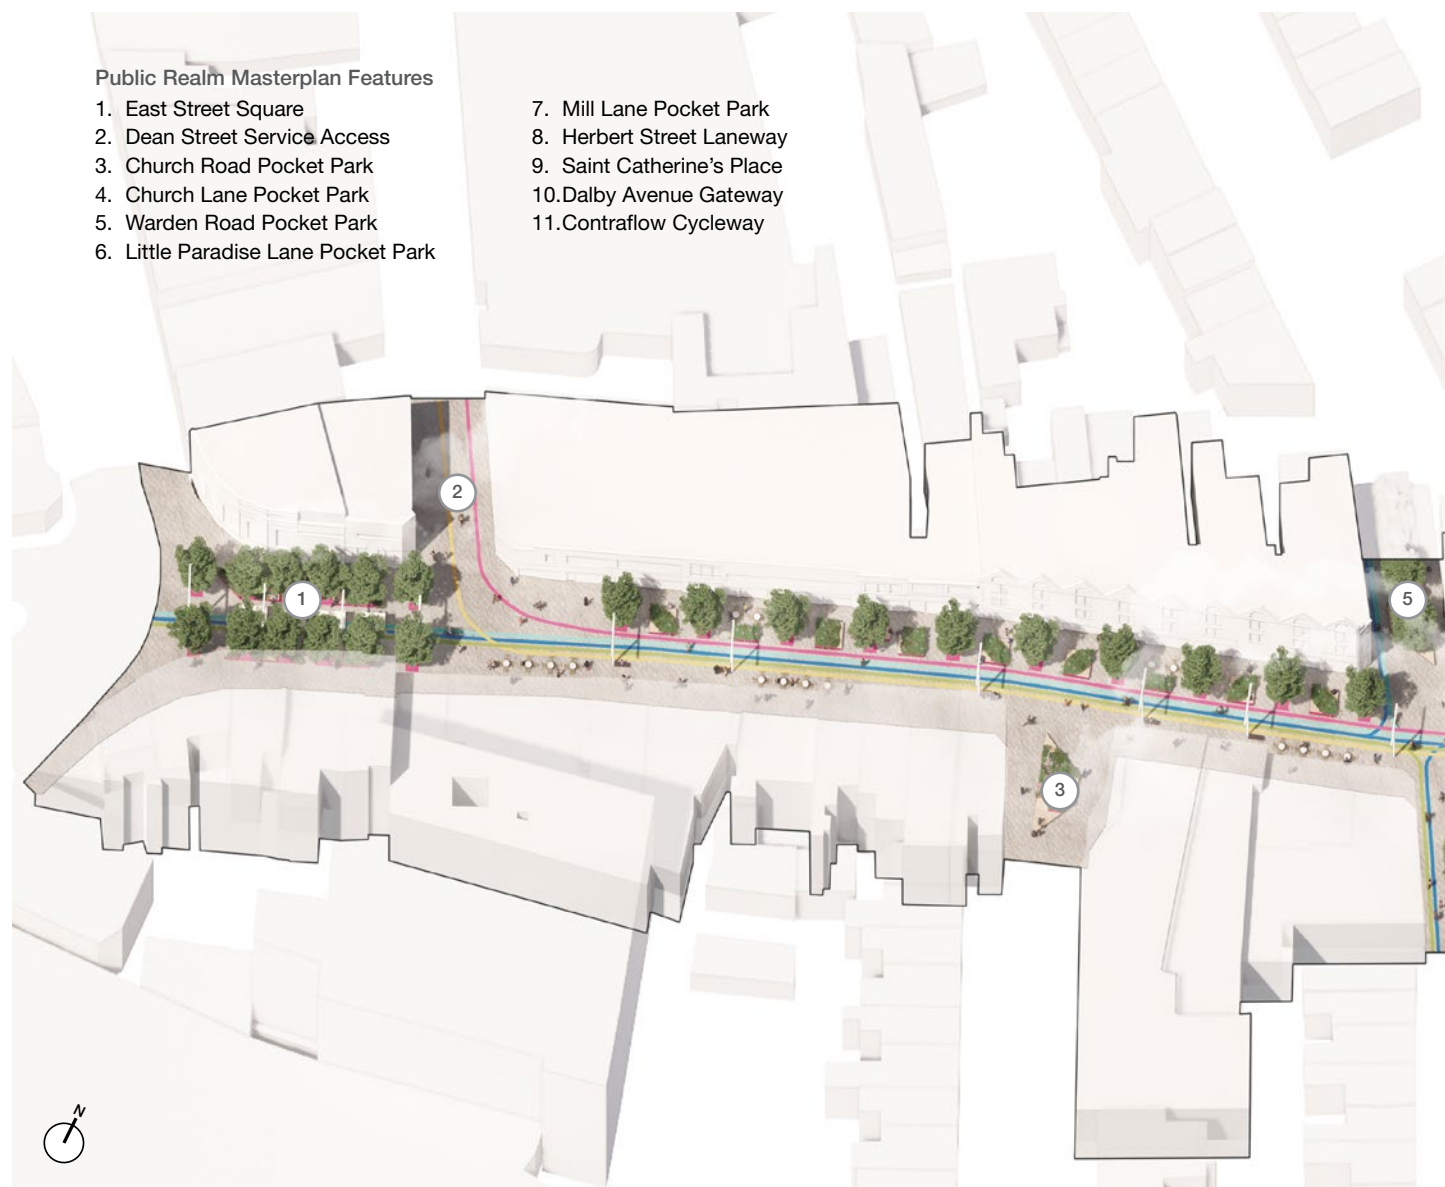 Public Realm Masterplan Features
1. East Street Square
2. Dean Street Service Access
3. Church Road Pocket Park
4. Church Lane Pocket Park
5. Warden Road Pocket Park
6. Little Paradise Lane Pocket Park
7. Mill Lane Pocket Park
8. Herbert Street Laneway
9. Saint Catherine’s Place
10.Dalby Avenue Gateway
11.Contraflow Cycleway
2
1
5
3
N